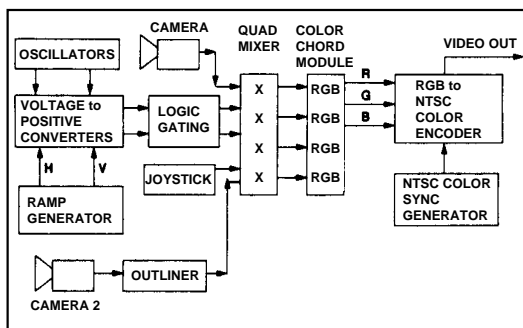 CAMERA
QUAD
MIXER
COLOR
CHORD
MODULE
VIDEO OUT
OSCILLATORS
VOLTAGE to
POSITIVE
CONVERTERS
LOGIC
GATING
X
X
X
X
RGB
RGB
RGB
RGB
R
G
B
RGB to
NTSC
COLOR
ENCODER
H
V
JOYSTICK
RAMP
GENERATOR
NTSC COLOR
SYNC
GENERATOR
OUTLINER
CAMERA 2